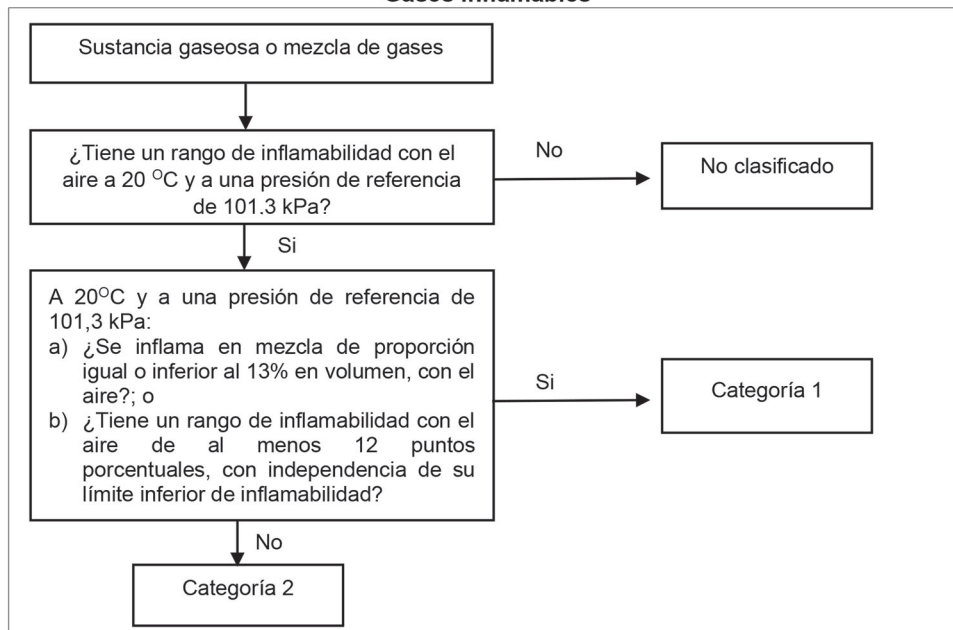 Gases inflamables
Sustancia gaseosa o mezcla de gases
¿Tiene un rango de inflamabilidad con el
aire a 20 ºC y a una presión de referencia
de 101.3 kPa?
No
No clasificado
Si
A 20ºC y a una presión de referencia de
101,3 kPa:
a) ¿Se inflama en mezcla de proporción
igual o inferior al 13% en volumen, con el
aire?; o
b) ¿Tiene un rango de inflamabilidad con el
aire de al menos 12 puntos
porcentuales, con independencia de su
límite inferior de inflamabilidad?
Si
Categoría 1
No
Categoría 2